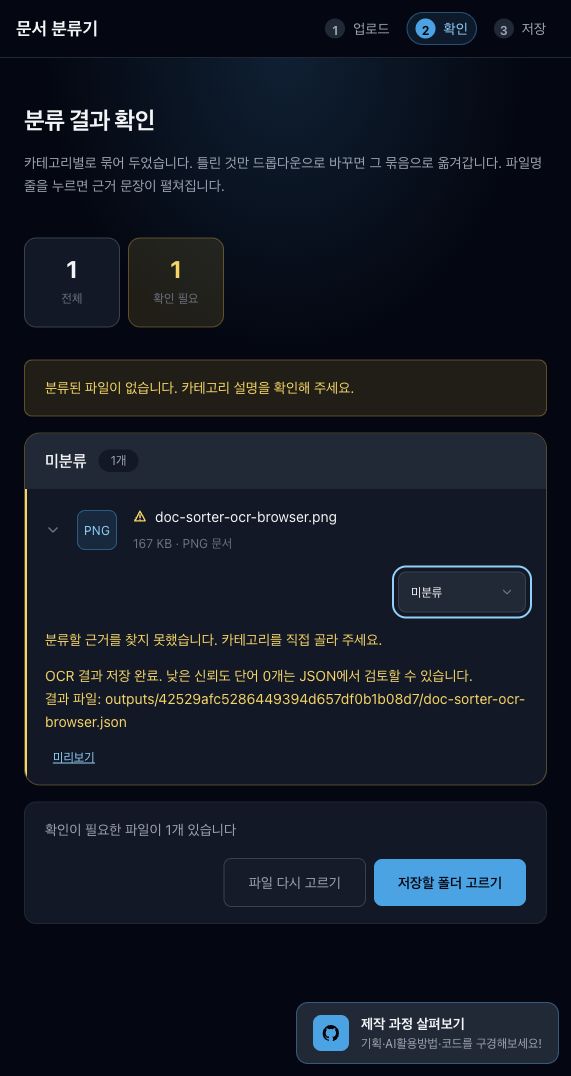 문서 분류기
1 업로드 2 확인 3 저장
분류 결과 확인
카테고리별로 묶어 두었습니다. 틀린 것만 드롭다운으로 바꾸면 그 묶음으로 옮겨갑니다. 파일명
줄을 누르면 근거 문장이 펼쳐집니다.
1
전체
1
확인 필요
분류된 파일이 없습니다. 카테고리 설명을 확인해 주세요.
미분류 1개
PNG
doc-sorter-ocr-browser.png
167 KB · PNG 문서
미분류
분류할 근거를 찾지 못했습니다. 카테고리를 직접 골라 주세요.
OCR 결과 저장 완료. 낮은 신뢰도 단어 0개는 JSON에서 검토할 수 있습니다.
결과 파일: outputs/42529afc5286449394d657df0b1b08d7/doc-sorter-ocr-
browser.json
미리보기
확인이 필요한 파일이 1개 있습니다
파일 다시 고르기
저장할 폴더 고르기
제작 과정 살펴보기
기획·AI활용방법·코드를 구경해보세요!